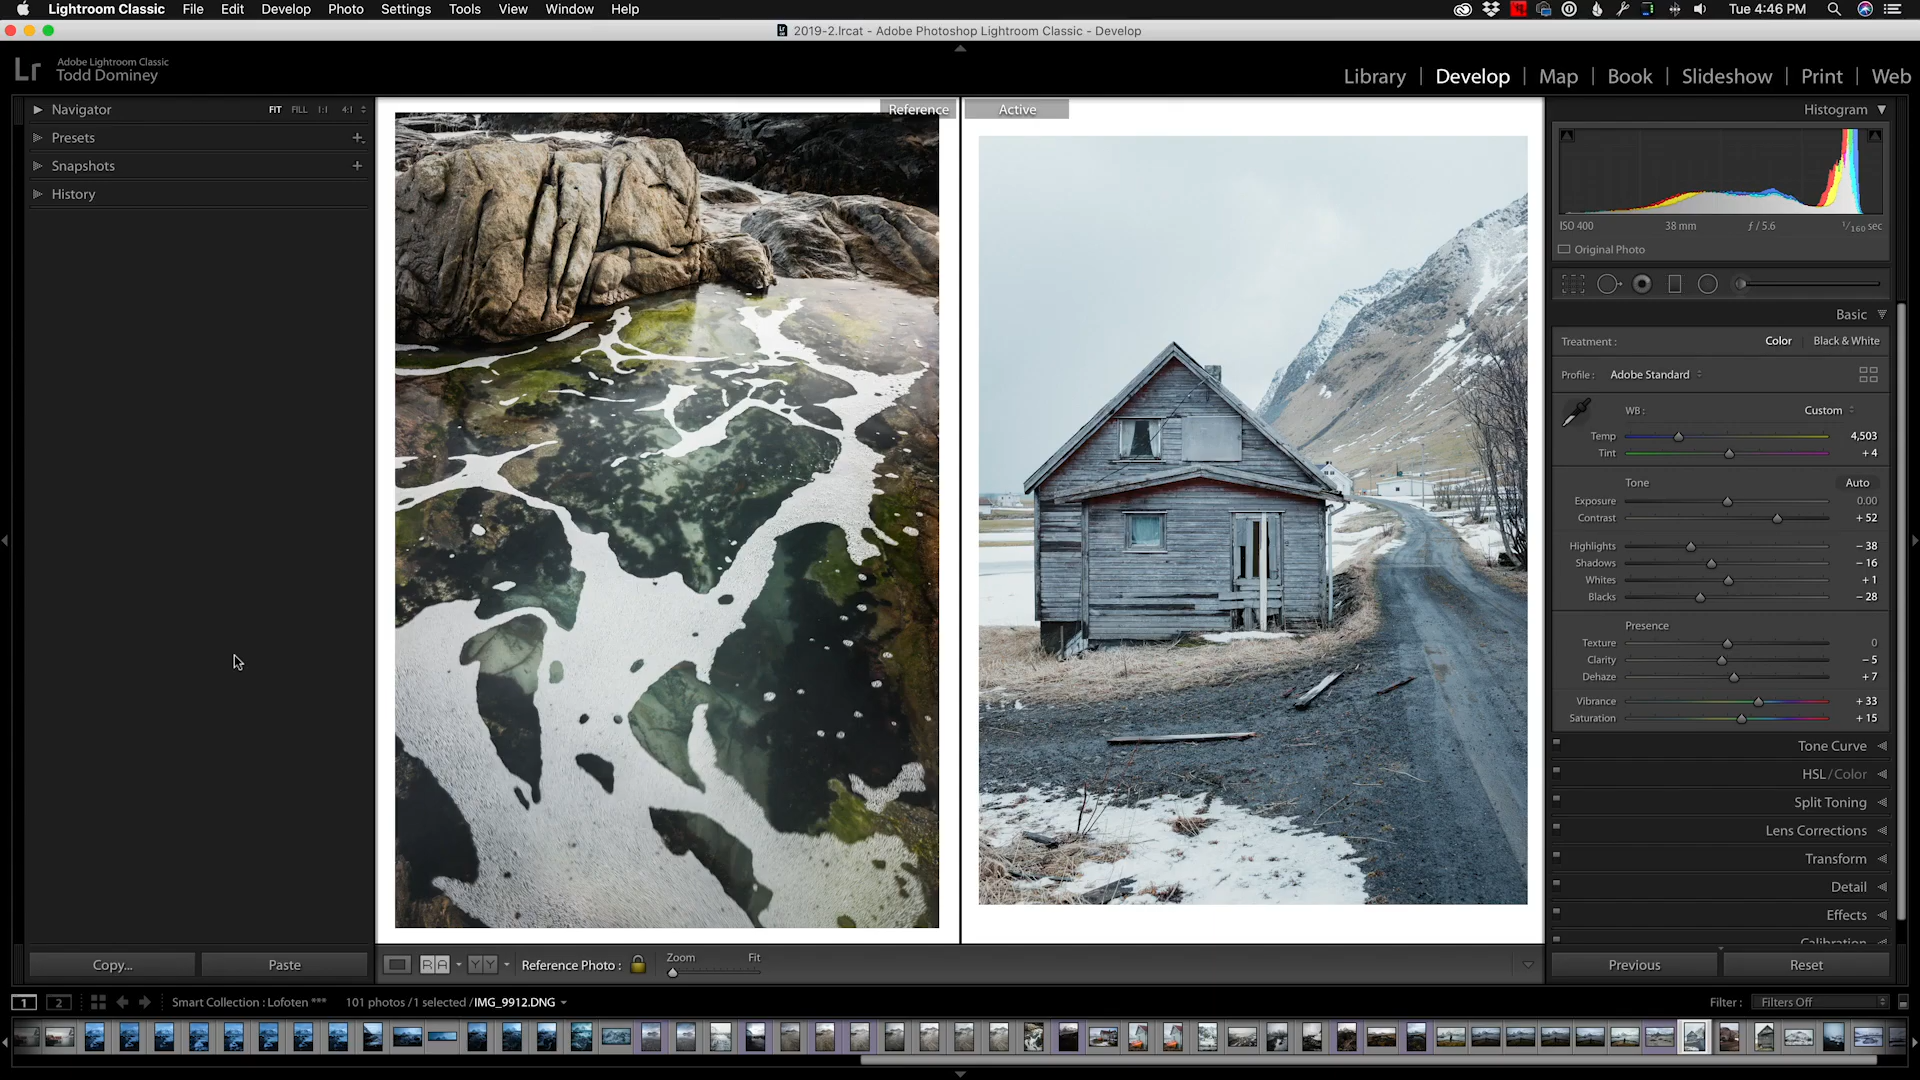 Lightroom Classic File Edit Develop Photo Settings Tools View Window Help Tue 4:46 PM
2019-2.lrcat - Adobe Photoshop Lightroom Classic - Develop
Lr Adobe Lightroom Classic
Todd Dominey
Library | Develop | Map | Book | Slideshow | Print | Web
Navigator FIT FILL 1:1 4:1
Presets
Snapshots
History
Reference
Active
Histogram
ISO 400 38 mm ƒ / 5.6 1/160 sec
Original Photo
Basic
Treatment : Color Black & White
Profile : Adobe Standard
WB : Custom
Temp 4,503
Tint + 4
Tone Auto
Exposure 0.00
Contrast + 52
Highlights − 38
Shadows − 16
Whites + 1
Blacks − 28
Presence
Texture 0
Clarity − 5
Dehaze + 7
Vibrance + 33
Saturation + 15
Tone Curve
HSL / Color
Split Toning
Lens Corrections
Transform
Detail
Effects
Calibration
Copy... Paste
R A Y Y Reference Photo : Zoom Fit
Previous Reset
1 2 Smart Collection : Lofoten *** 101 photos / 1 selected / IMG_9912.DNG Filter : Filters Off